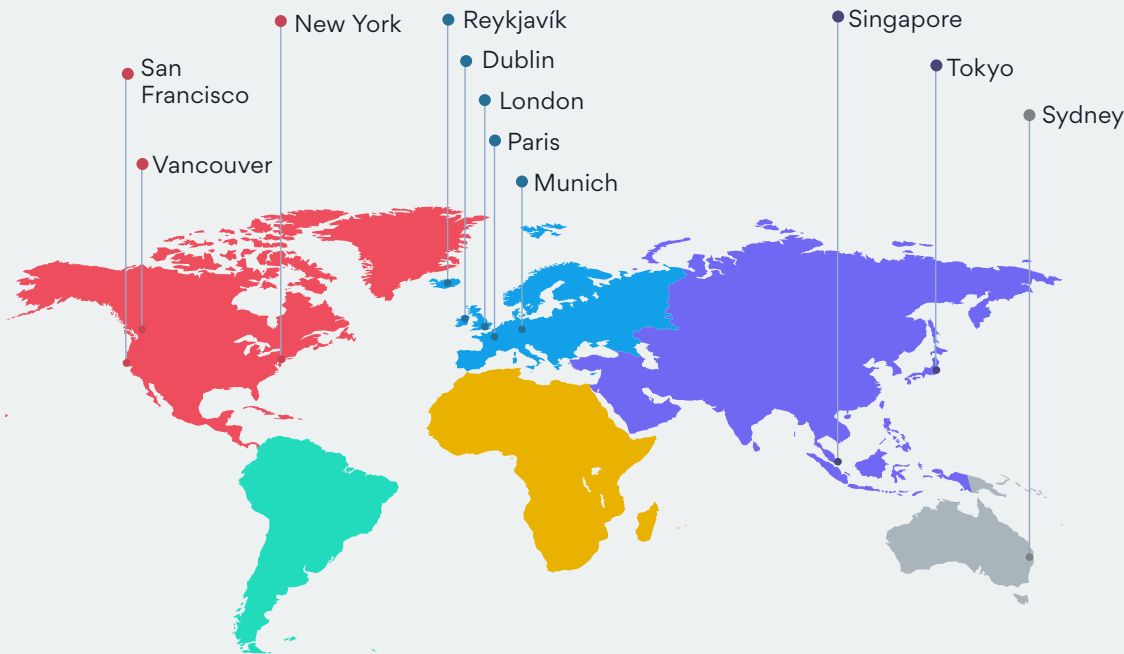 New York
Reykjavík
Singapore
San
Francisco
Dublin
Tokyo
London
Sydney
Paris
Vancouver
Munich